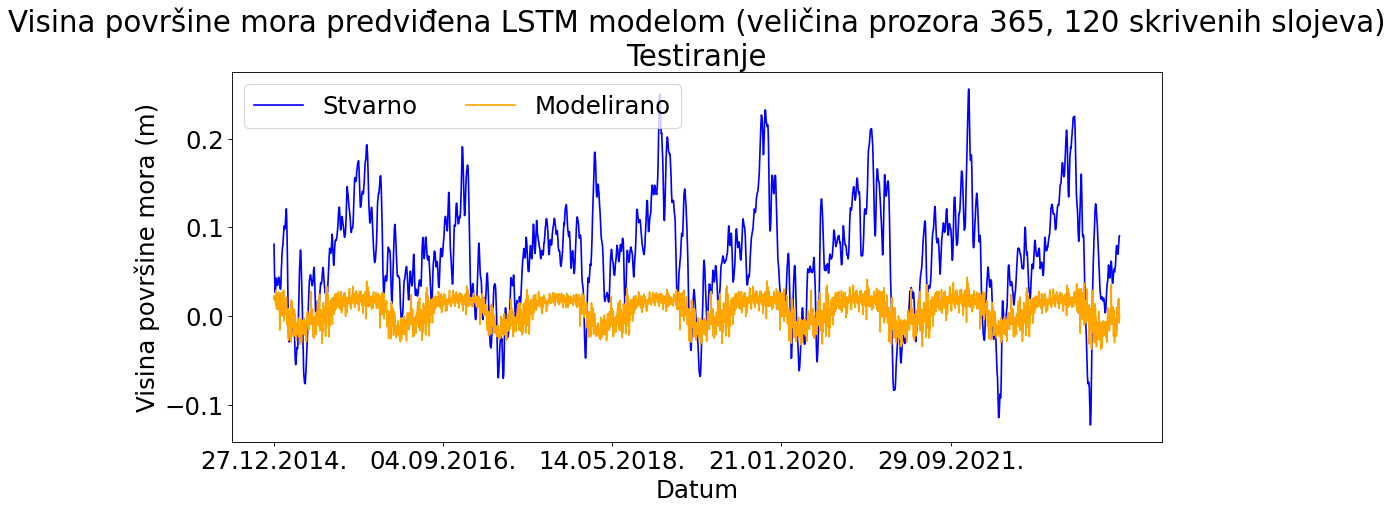 Visina površine mora predviđena LSTM modelom (veličina prozora 365, 120 skrivenih slojeva)
Testiranje
Stvarno
Modelirano
Visina površine mora (m)
0.2
0.1
0.0
−0.1
27.12.2014.
04.09.2016.
14.05.2018.
21.01.2020.
29.09.2021.
Datum